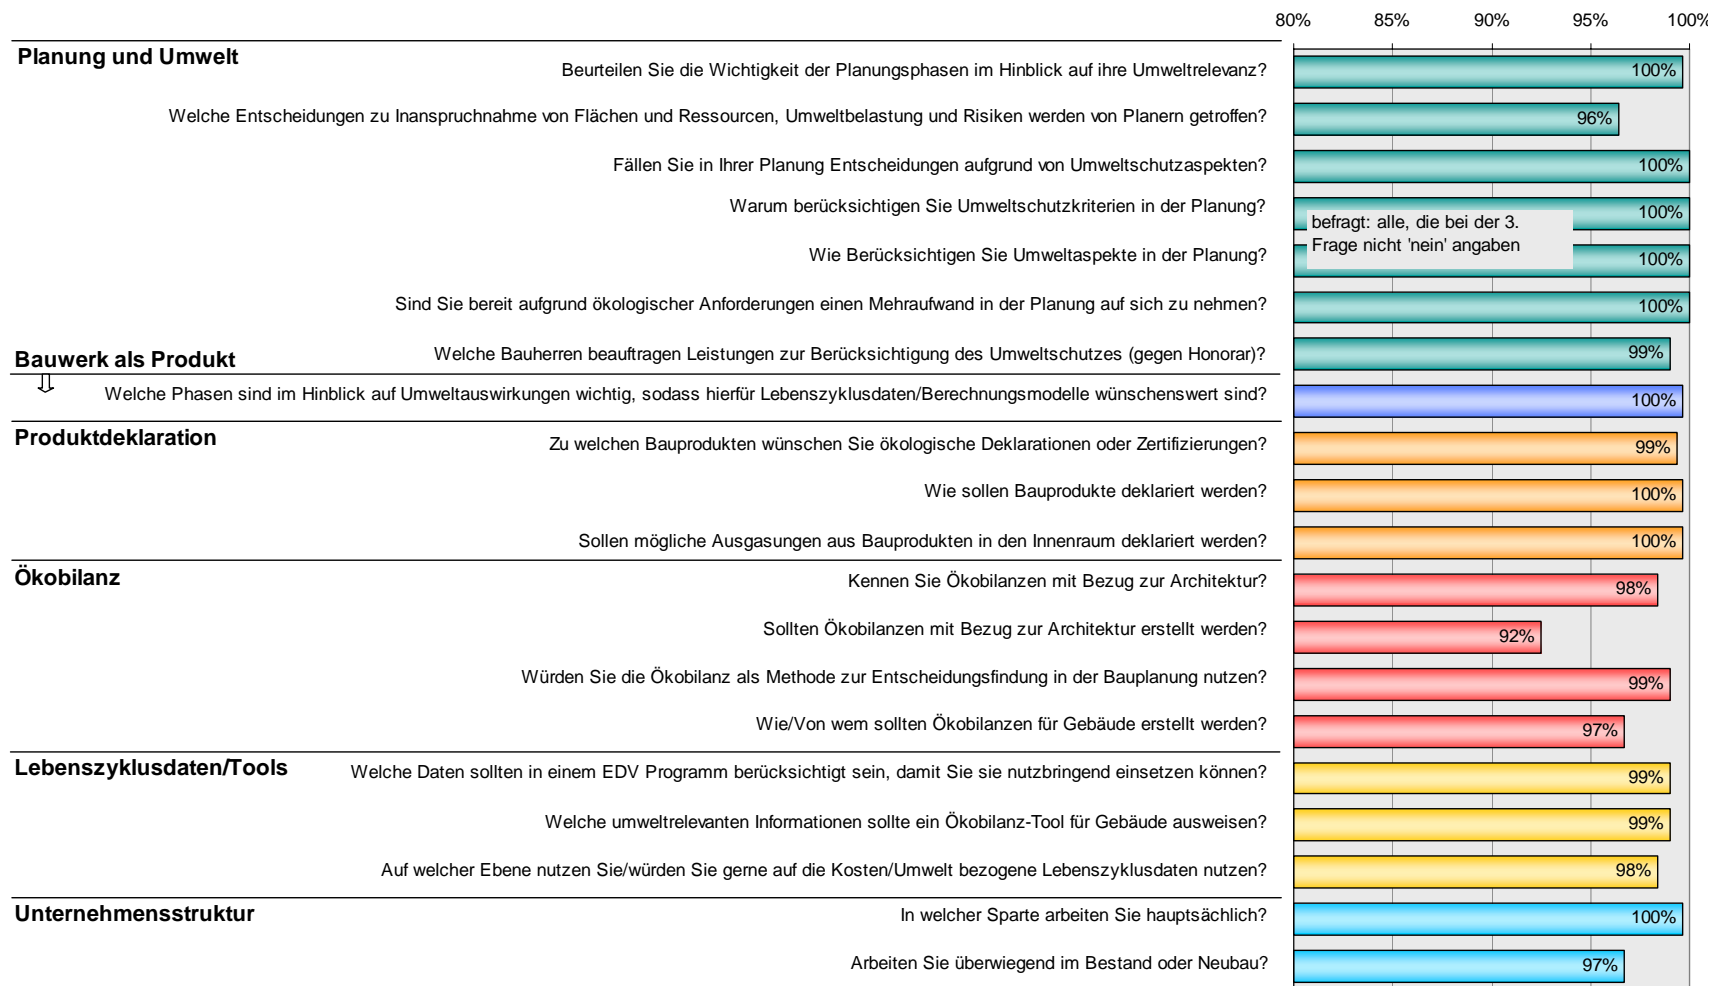 80% 85% 90% 95% 100%
Planung und Umwelt
Beurteilen Sie die Wichtigkeit der Planungsphasen im Hinblick auf ihre Umweltrelevanz? 100%
Welche Entscheidungen zu Inanspruchnahme von Flächen und Ressourcen, Umweltbelastung und Risiken werden von Planern getroffen? 96%
Fällen Sie in Ihrer Planung Entscheidungen aufgrund von Umweltschutzaspekten? 100%
Warum berücksichtigen Sie Umweltschutzkriterien in der Planung? 100%
befragt: alle, die bei der 3.
Frage nicht 'nein' angaben
Wie Berücksichtigen Sie Umweltaspekte in der Planung? 100%
Sind Sie bereit aufgrund ökologischer Anforderungen einen Mehraufwand in der Planung auf sich zu nehmen? 100%
Welche Bauherren beauftragen Leistungen zur Berücksichtigung des Umweltschutzes (gegen Honorar)? 99%
Bauwerk als Produkt
Welche Phasen sind im Hinblick auf Umweltauswirkungen wichtig, sodass hierfür Lebenszyklusdaten/Berechnungsmodelle wünschenswert sind? 100%
Produktdeklaration
Zu welchen Bauprodukten wünschen Sie ökologische Deklarationen oder Zertifizierungen? 99%
Wie sollen Bauprodukte deklariert werden? 100%
Sollen mögliche Ausgasungen aus Bauprodukten in den Innenraum deklariert werden? 100%
Ökobilanz
Kennen Sie Ökobilanzen mit Bezug zur Architektur? 98%
Sollten Ökobilanzen mit Bezug zur Architektur erstellt werden? 92%
Würden Sie die Ökobilanz als Methode zur Entscheidungsfindung in der Bauplanung nutzen? 99%
Wie/Von wem sollten Ökobilanzen für Gebäude erstellt werden? 97%
Lebenszyklusdaten/Tools
Welche Daten sollten in einem EDV Programm berücksichtigt sein, damit Sie sie nutzbringend einsetzen können? 99%
Welche umweltrelevanten Informationen sollte ein Ökobilanz-Tool für Gebäude ausweisen? 99%
Auf welcher Ebene nutzen Sie/würden Sie gerne auf die Kosten/Umwelt bezogene Lebenszyklusdaten nutzen? 98%
Unternehmensstruktur
In welcher Sparte arbeiten Sie hauptsächlich? 100%
Arbeiten Sie überwiegend im Bestand oder Neubau? 97%